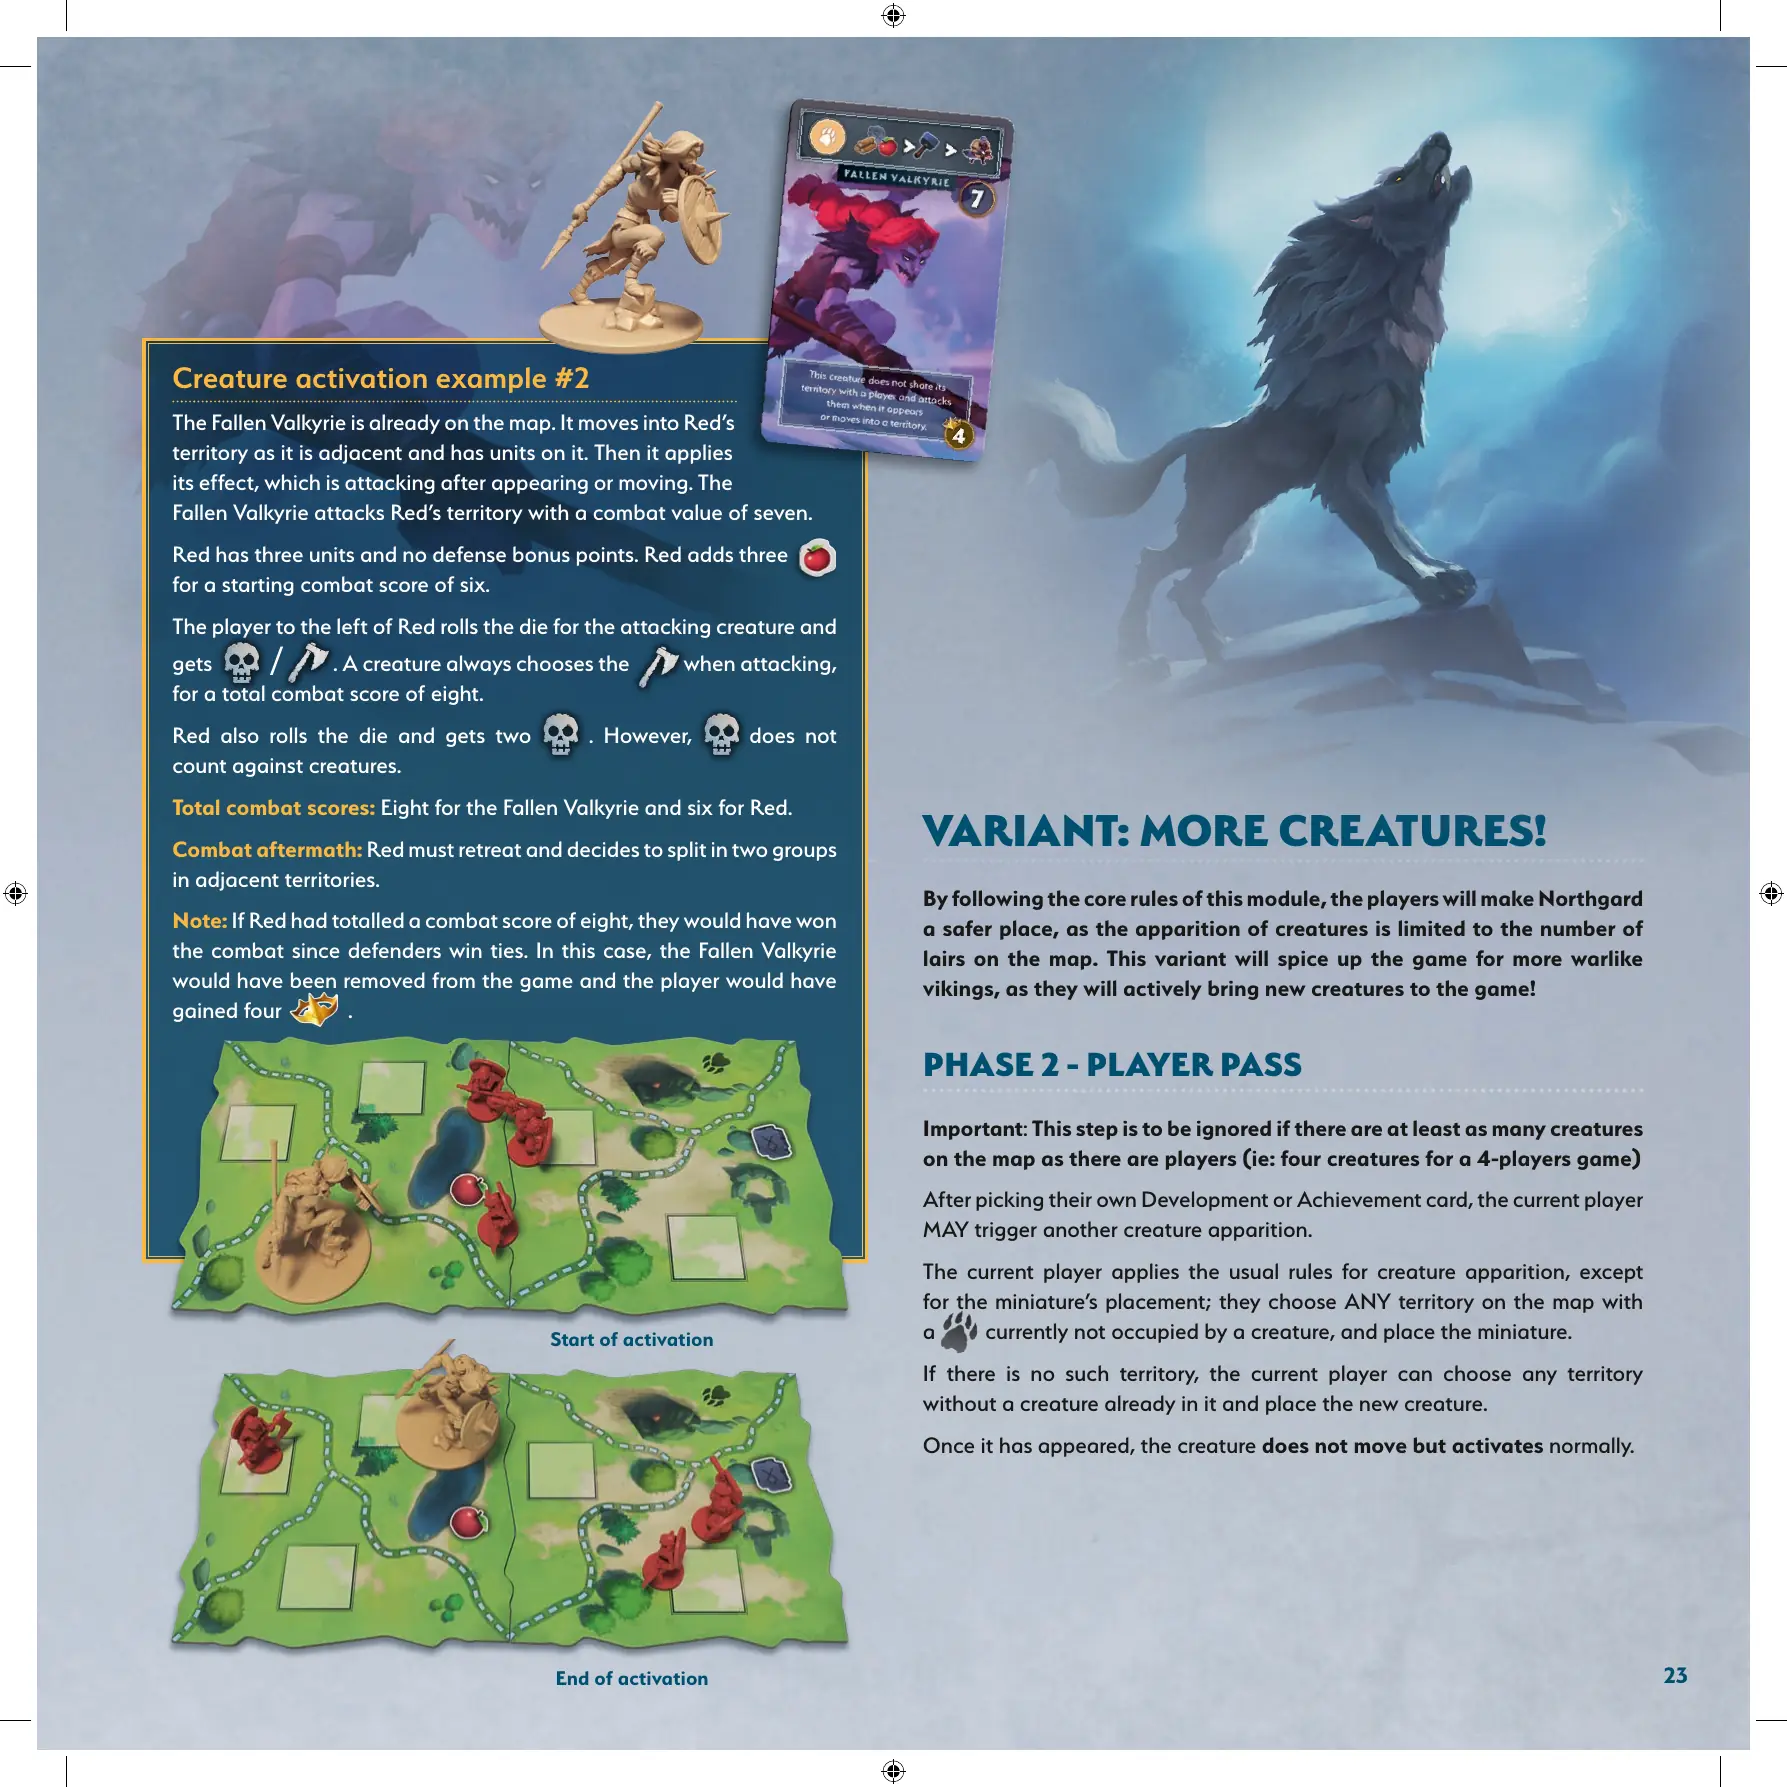 FALLEN VALKYRIE
7
This creature does not share its
territory with a player and attacks
them when it appears
or moves into a territory.
4
Creature activation example #2
The Fallen Valkyrie is already on the map. It moves into Red’s
territory as it is adjacent and has units on it. Then it applies
its effect, which is attacking after appearing or moving. The
Fallen Valkyrie attacks Red’s territory with a combat value of seven.
Red has three units and no defense bonus points. Red adds three
for a starting combat score of six.
The player to the left of Red rolls the die for the attacking creature and
gets / . A creature always chooses the when attacking,
for a total combat score of eight.
Red also rolls the die and gets two . However, does not
count against creatures.
Total combat scores: Eight for the Fallen Valkyrie and six for Red.
Combat aftermath: Red must retreat and decides to split in two groups
in adjacent territories.
Note: If Red had totalled a combat score of eight, they would have won
the combat since defenders win ties. In this case, the Fallen Valkyrie
would have been removed from the game and the player would have
gained four .
Start of activation
End of activation
VARIANT: MORE CREATURES!
By following the core rules of this module, the players will make Northgard
a safer place, as the apparition of creatures is limited to the number of
lairs on the map. This variant will spice up the game for more warlike
vikings, as they will actively bring new creatures to the game!
PHASE 2 - PLAYER PASS
Important: This step is to be ignored if there are at least as many creatures
on the map as there are players (ie: four creatures for a 4-players game)
After picking their own Development or Achievement card, the current player
MAY trigger another creature apparition.
The current player applies the usual rules for creature apparition, except
for the miniature’s placement; they choose ANY territory on the map with
a currently not occupied by a creature, and place the miniature.
If there is no such territory, the current player can choose any territory
without a creature already in it and place the new creature.
Once it has appeared, the creature does not move but activates normally.
23